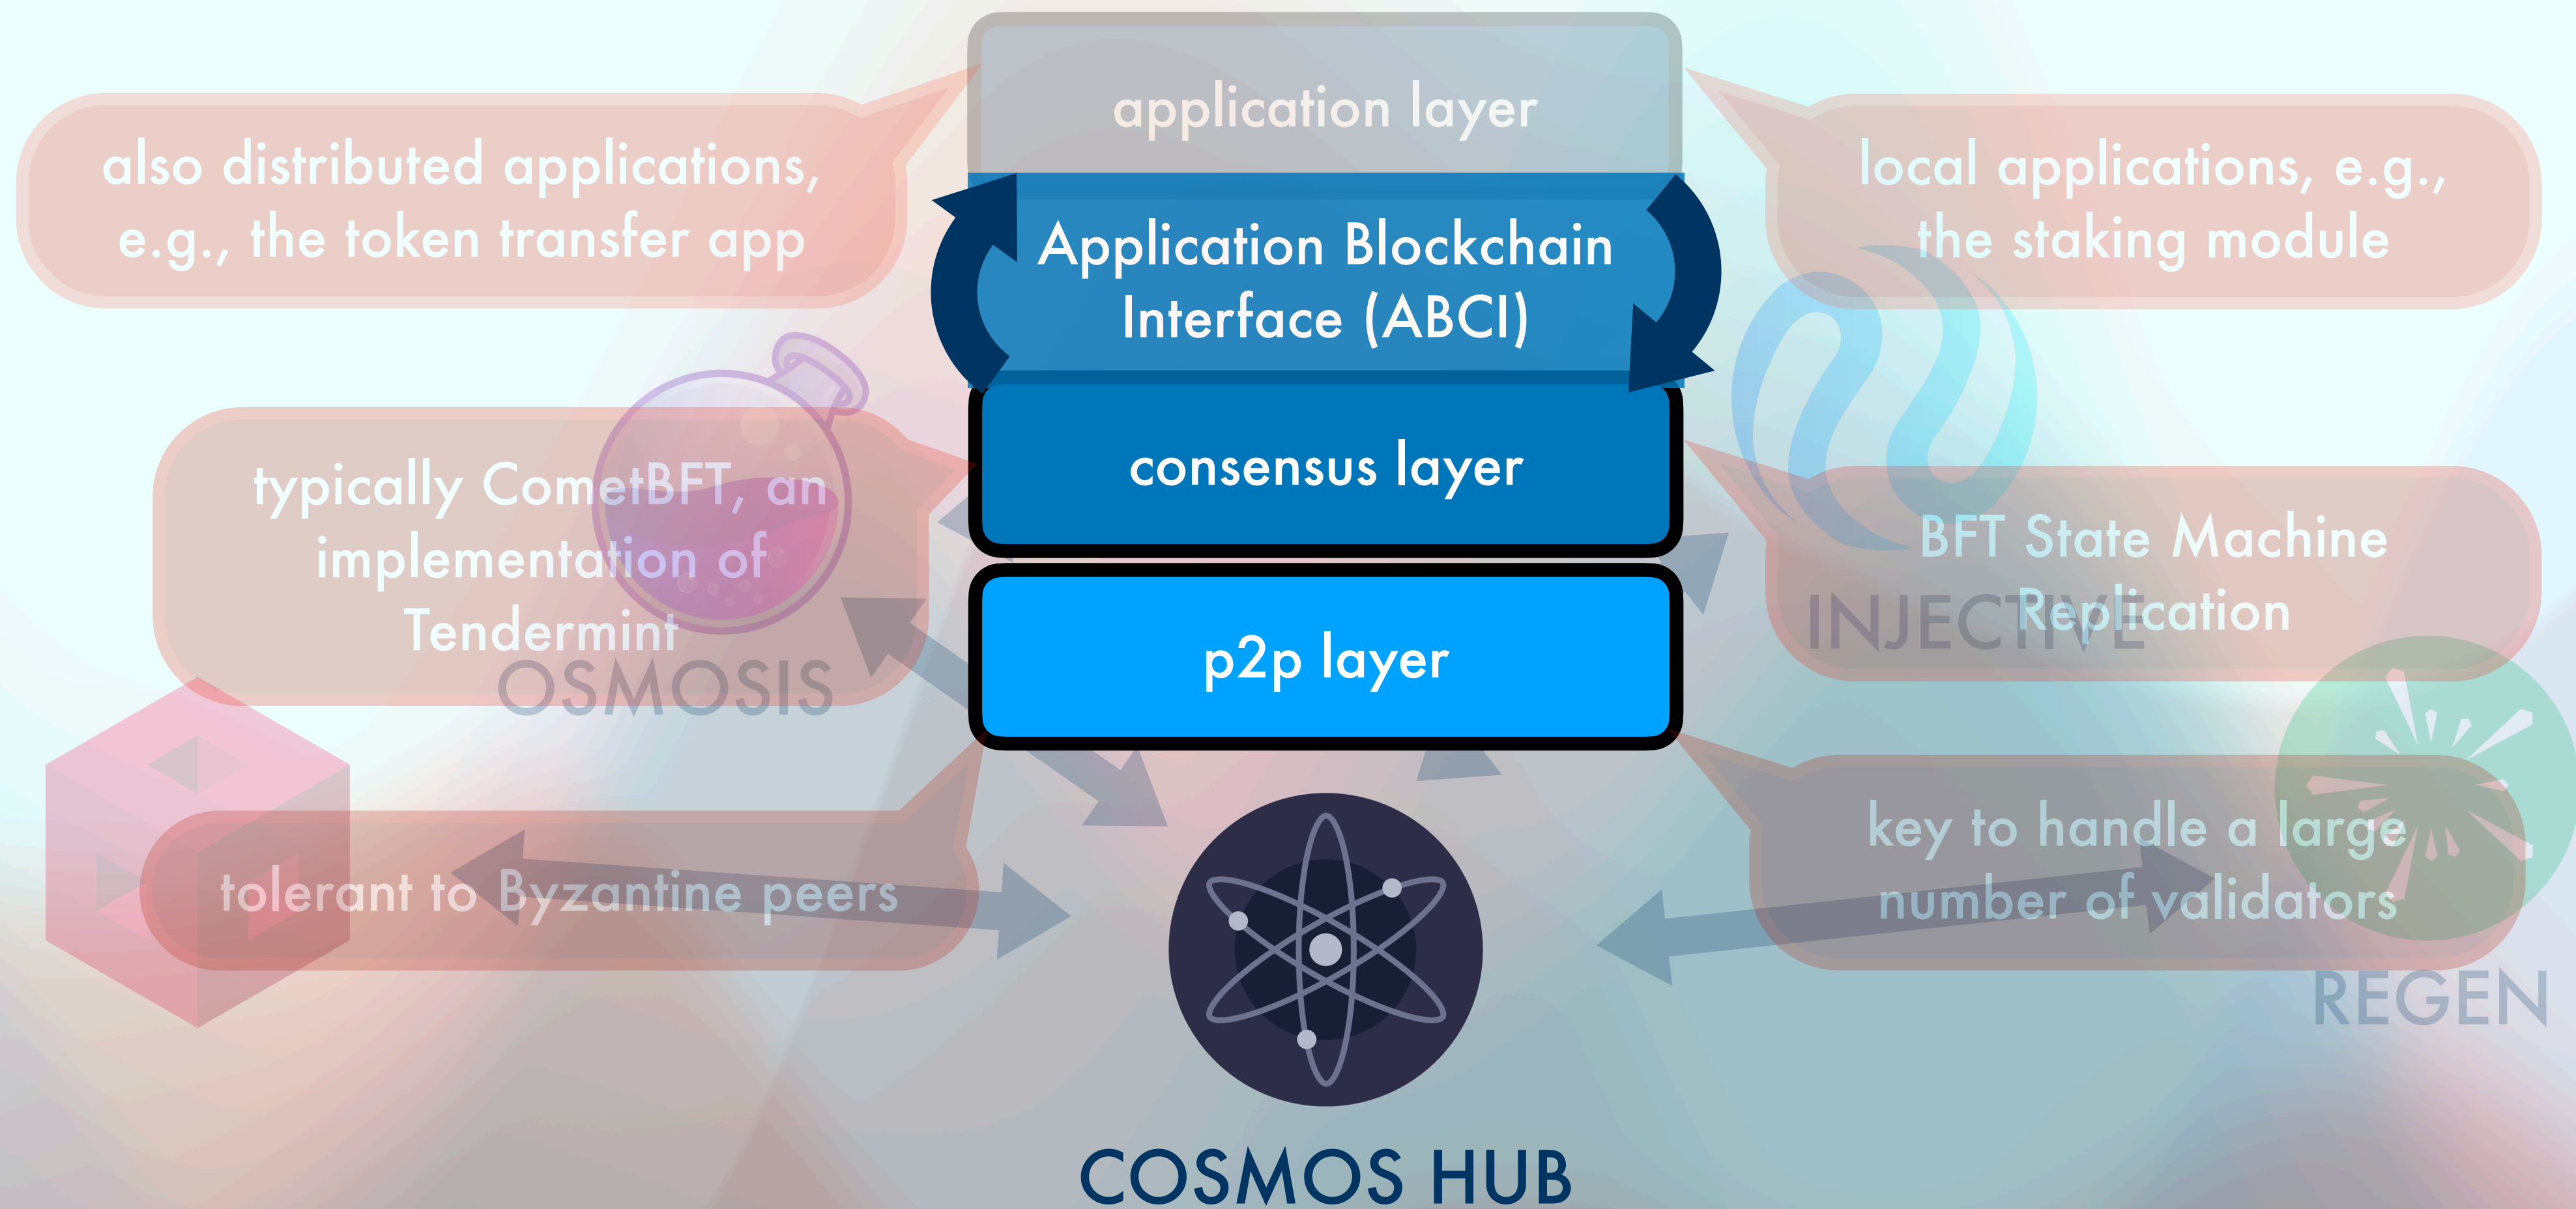 application layer
also distributed applications,
e.g., the token transfer app
local applications, e.g.,
the staking module
Application Blockchain
Interface (ABCI)
typically CometBFT, an
implementation of
Tendermint
consensus layer
BFT State Machine
Replication
OSMOSIS
INJECTIVE
p2p layer
tolerant to Byzantine peers
key to handle a large
number of validators
REGEN
COSMOS HUB